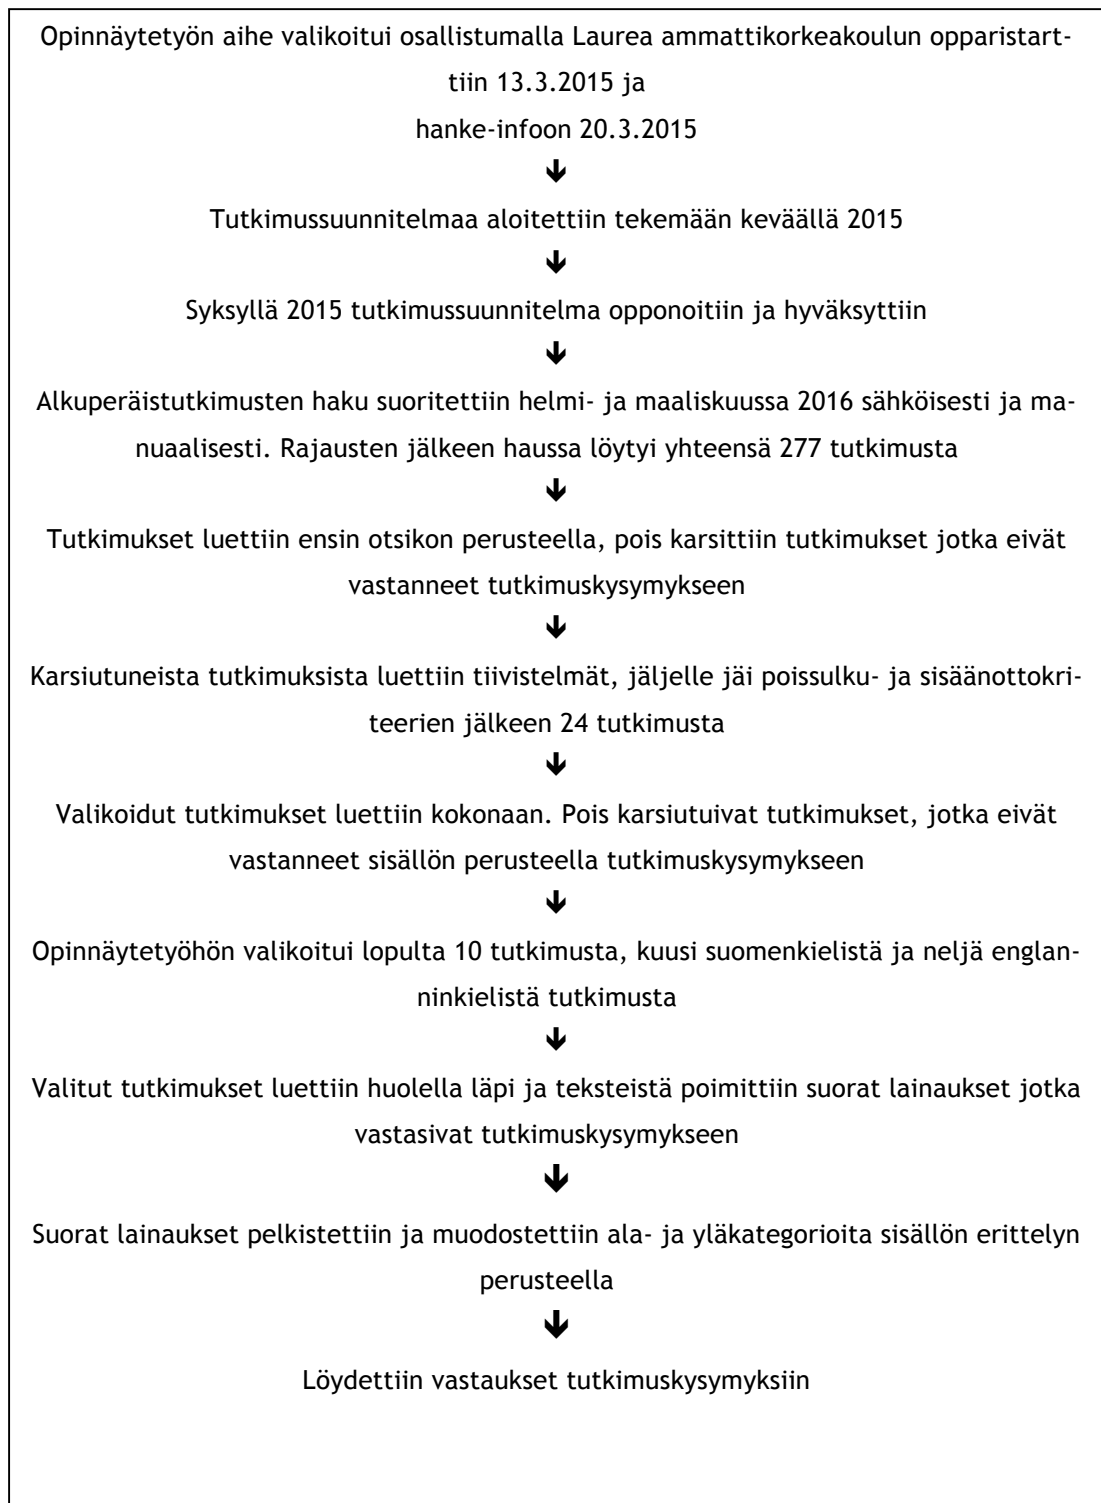 Opinnäytetyön aihe valikoitui osallistumalla Laurea ammattikorkeakoulun opparistart-
tiin 13.3.2015 ja
hanke-infoon 20.3.2015
Tutkimussuunnitelmaa aloitettiin tekemään keväällä 2015
Syksyllä 2015 tutkimussuunnitelma opponoitiin ja hyväksyttiin
Alkuperäistutkimusten haku suoritettiin helmi- ja maaliskuussa 2016 sähköisesti ja ma-
nuaalisesti. Rajausten jälkeen haussa löytyi yhteensä 277 tutkimusta
Tutkimukset luettiin ensin otsikon perusteella, pois karsittiin tutkimukset jotka eivät
vastanneet tutkimuskysymykseen
Karsiutuneista tutkimuksista luettiin tiivistelmät, jäljelle jäi poissulku- ja sisäänottokri-
teerien jälkeen 24 tutkimusta
Valikoidut tutkimukset luettiin kokonaan. Pois karsiutuivat tutkimukset, jotka eivät
vastanneet sisällön perusteella tutkimuskysymykseen
Opinnäytetyöhön valikoitui lopulta 10 tutkimusta, kuusi suomenkielistä ja neljä englan-
ninkielistä tutkimusta
Valitut tutkimukset luettiin huolella läpi ja teksteistä poimittiin suorat lainaukset jotka
vastasivat tutkimuskysymykseen
Suorat lainaukset pelkistettiin ja muodostettiin ala- ja yläkategorioita sisällön erittelyn
perusteella
Löydettiin vastaukset tutkimuskysymyksiin